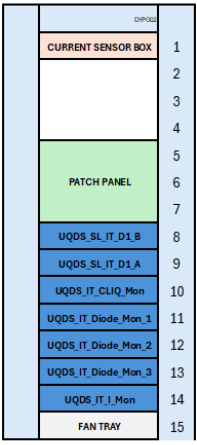 DYPG02
CURRENT SENSOR BOX 1
2
3
4
5
PATCH PANEL 6
7
UQDS_SL_IT_D1_B 8
UQDS_SL_IT_D1_A 9
UQDS_IT_CLIQ_Mon 10
UQDS_IT_Diode_Mon_1 11
UQDS_IT_Diode_Mon_2 12
UQDS_IT_Diode_Mon_3 13
UQDS_IT_I_Mon 14
FAN TRAY 15